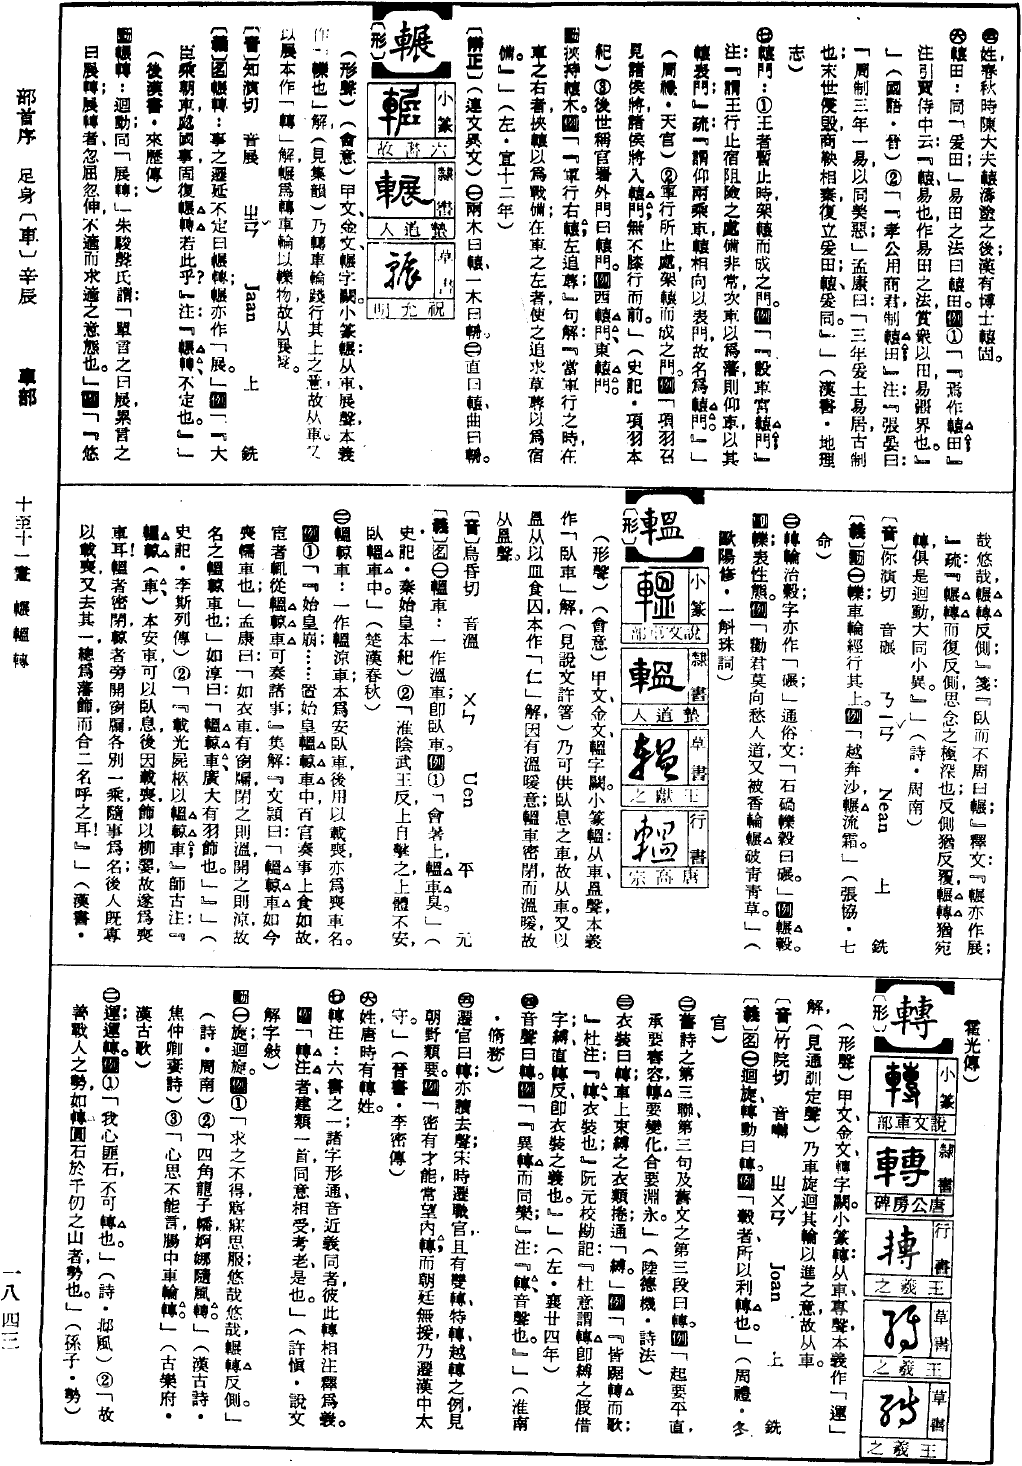 ㊃姓春秋時陳大夫轅濤塗之後漢有博士轅固。
㊅轅田：同「爰田」易田之法曰轅田。例①「『焉作轅田』
注引賈侍中云『轅易也作易田之法賞眾以田易疆界也。』
」（國語·晉）②「『孝公用商君制轅田』注：『張晏曰：
「周制三年一易以同美惡」孟康曰：「三年爰土易居古制
也末世侵毀商鞅相秦復立爰田，轅爰同。』」（漢書·地理
志）
㊆轅門：①王者暫止時架轅而成之門。例「『設車宮轅門』
注：『謂王行止宿阻險之處備非常次車以為藩則仰車以其
轅表門』疏：『謂仰兩乘車轅相向以表門故名為轅門。』」
（周禮·天官）②軍行所止處架轅而成之門。例「項羽召
見諸侯將諸侯將入轅門無不膝行而前。」（史記·項羽本
紀）③後世稱官署外門曰轅門。例西轅門東轅門。
動挾持轅木。例「『軍行右轅左追蓐』句解：『當軍行之時，在
車之右者挾轅以為戰備在車之左者使之追求草蓐以為宿
備。』」（左·宣十二年）
〔辨正〕（連文異文）㊀兩木曰轅，一木曰輈。㊁直曰轅曲曰輈。
輾
〔形〕
小篆 六書故
隸書 墊道人
草書 祝允明
（形聲）（會意）甲文、金文、輾字闕。小篆輾：从車、展聲，本義
作「轢也」解（見集韻）乃轉車輪踐行其上之意，故从車。又
以展本作「轉」解，輾為轉車輪以轢物，故从展聲。
〔音〕知演切 音展 ㄓㄢˇ Jaan 上 銑
〔義〕名輾轉：事之遷延不定曰輾轉；輾亦作「展。」例「『大
臣乘朝車處國事固復輾轉若此乎？』注：『輾轉不定也。』」
（後漢書·來歷傳）
動輾轉：迴動同「展轉」朱駿聲氏謂：「單言之曰展，累言之
曰展轉；展轉者忽屈忽伸不適而求適之意態也。」例「『悠
哉悠哉，輾轉反側』箋：『臥而不周曰輾』釋文：『輾亦作展；
』疏：『輾轉而復反側思念之極深也，反側猶反覆，輾轉猶宛
轉俱是迴動，大同小異。』」（詩·周南）
〔音〕你演切 音碾 ㄋㄧㄢˇ Nean 上 銑
〔義〕動㊀轢：車輪經行其上。例「越奔沙，輾流霜。」（張協·七
命）
㊁轉輪治穀字亦作「碾」通俗文：「石碢轢穀曰碾。」例輾穀。
副轢表性態。例「勸君莫向愁人道又被香輪輾破青青草。」（
歐陽修·一斛珠詞）
轀
〔形〕
小篆 說文車部
隸書 墊道人
草書 王獻之
行書 唐高宗
（形聲）（會意）甲文、金文、轀字闕。小篆轀：从車、昷聲，本義
作「臥車」解（見說文許箸）乃可供臥息之車故从車。又以
昷从以皿食囚，本作「仁」解，因有溫暖意轀車密閉而溫暖，故
从昷聲。
〔音〕烏昏切 音溫 ㄨㄣ Uen 平 元
〔義〕名㊀轀車：一作溫車；即臥車。例①「會暑，上轀車臭。」（
史記·秦始皇本紀）②「淮陰武王反，上自擊之，上體不安，
臥轀車中。」（楚漢春秋）
㊁轀輬車：一作轀涼車，本為安臥車後用以載喪亦為喪車名。
例①「『始皇崩……置始皇轀輬車中，百官奏事上食如故，
宦者輒從轀輬車可奏諸事』集解：『文穎曰：「轀輬車如今
喪轜車也」孟康曰：「如衣車有窗牖，閉之則溫，開之則涼，故
名之轀輬車也」如淳曰：「轀輬車廣大有羽飾也。」』」（
史記·李斯列傳）②「『載光屍柩以轀輬車』師古注：『
轀輬（車）本安車可以臥息，後因載喪飾以柳翣故遂為喪
車耳！轀者密閉，輬者旁開窗牖，各別一乘，隨事為名；後人既專
以載喪，又去其一，總為藩飾，而合二名呼之耳！』」（漢書·
霍光傳）
轉
〔形〕
小篆 說文車部
隸書 唐公房碑
行書 王羲之
草書 王羲之
草書 王羲之
（形聲）甲文、金文、轉字闕。小篆轉：从車、專聲，本義作「運」
解，（見通訓定聲）乃車旋迴其輪以進之意，故从車。
〔音〕竹院切 音囀 ㄓㄨㄢˇ Joan 上 銑
〔義〕名㊀迴旋轉動曰轉。例「轂者所以利轉也。」（周禮·冬
官）
㊁舊詩之第三聯第三句及舊文之第三段曰轉。例「起要平直，
承要舂容，轉要變化，合要淵永。」（陸德機·詩法）
㊂衣裝曰轉，車上束縛之衣類捲通「縛」例「『皆踞轉而歌
』杜注：『轉衣裝也』阮元校勘記：『杜意謂轉即縛之假借
字，縛直轉反即衣裝之義也。』」（左·襄廿四年）
㊃音聲曰轉。例「『異轉而同樂』注：『轉音聲也。』」（淮南
·脩務）
㊄遷官曰轉，亦讀去聲；宋時遷職官且有雙轉、特轉、越轉之例見
朝野類要。例「密有才能，常望內轉，而朝廷無援，乃遷漢中太
守。」（晉書·李密傳）
㊅姓，唐時有轉姓。
㊆轉注：六書之一，諸字形通、音近、義同者彼此轉相注釋為義。
例「轉注者，建類一首，同意相受，考老是也。」（許慎·說文
解字敘）
動㊀旋迴；旋。例①「求之不得，寤寐思服，悠哉悠哉，輾轉反側。」
（詩·周南）②「四角龍子幡，婀娜隨風轉。」（漢古詩·
焦仲卿妻詩）③「心思不能言，腸中車輪轉。」（古樂府·
漢古歌）
㊁運；運轉。例①「我心匪石，不可轉也。」（詩·邶風）②「故
善戰人之勢，如轉圓石於千仞之山者，勢也。」（孫子·勢）
部首序 足身〔車〕辛辰 車部 十至十一畫 輾轀轉 一八四三